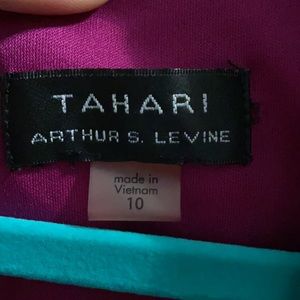 TAHARI
ARTHUR S. LEVINE
made in
Vietnam
10